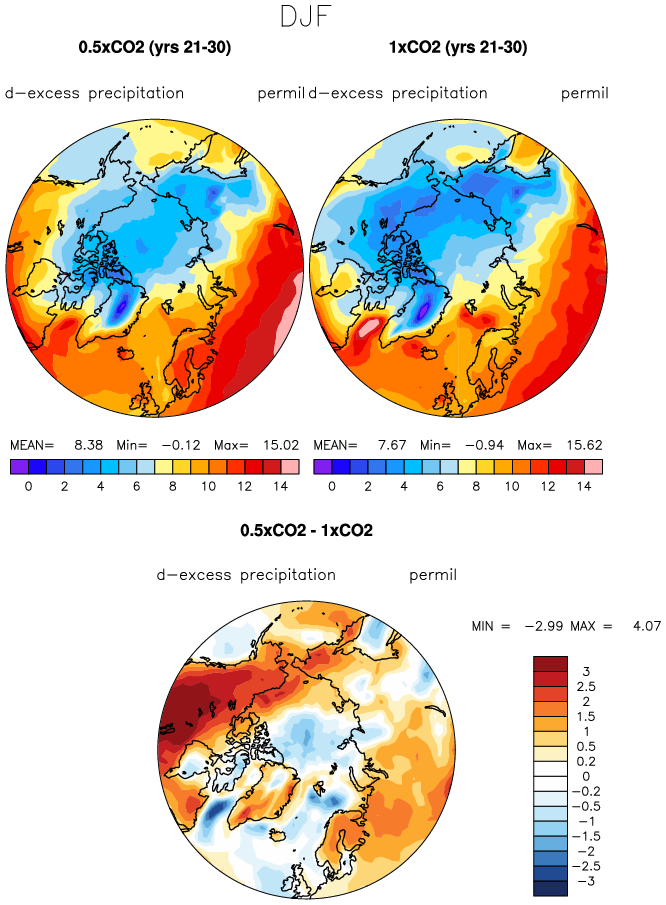 DJF
0.5xCO2 (yrs 21-30)
1xCO2 (yrs 21-30)
d-excess precipitation permil
d-excess precipitation permil
MEAN= 8.38 Min= -0.12 Max= 15.02
MEAN= 7.67 Min= -0.94 Max= 15.62
0 2 4 6 8 10 12 14
0 2 4 6 8 10 12 14
0.5xCO2 - 1xCO2
d-excess precipitation permil
MIN = -2.99 MAX = 4.07
3
2.5
2
1.5
1
0.5
0.2
0
-0.2
-0.5
-1
-1.5
-2
-2.5
-3